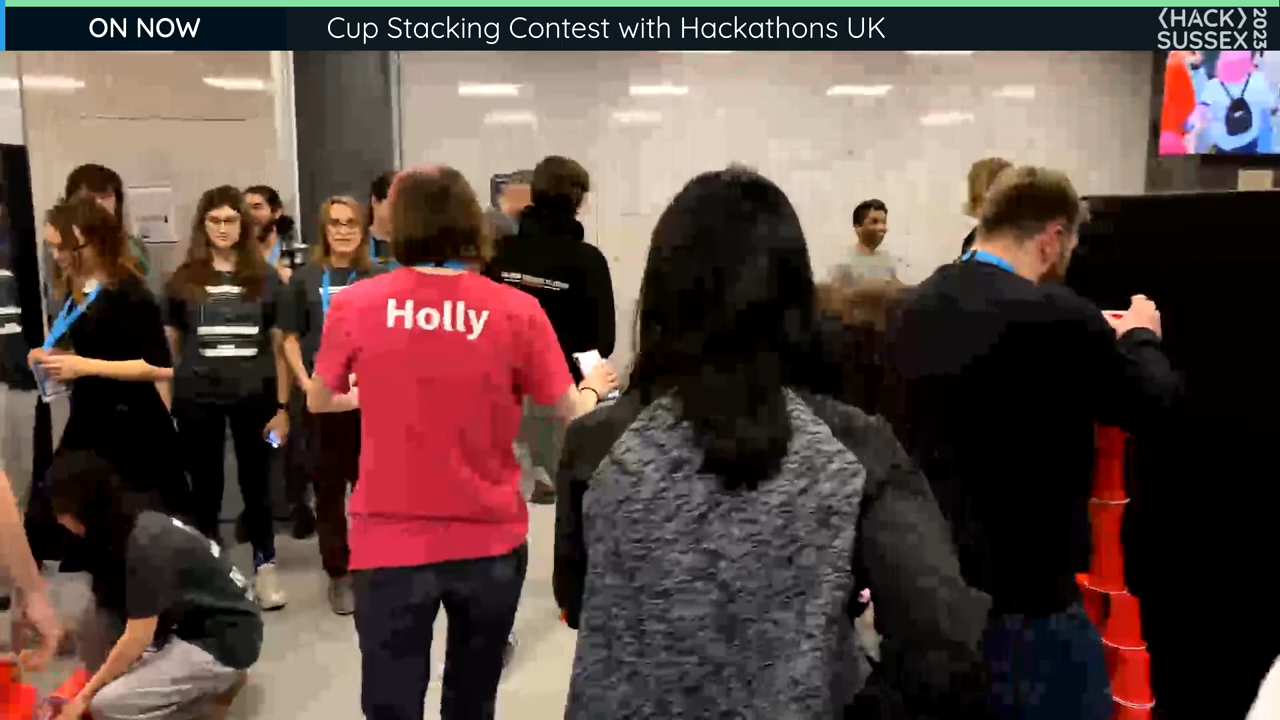 ON NOW
Cup Stacking Contest with Hackathons UK
⟨HACK⟩
SUSSEX
2023
Holly